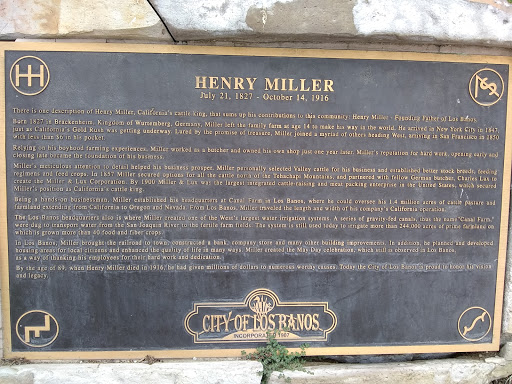 HENRY MILLER
July 21, 1827 - October 14, 1916
There is one description of Henry Miller, California's cattle king, that sums up his contributions to this community: Henry Miller - Founding Father of Los Banos.
Born 1827 in Brackenheim, Kingdom of Wurttemberg, Germany, Miller left the family farm at age 14 to make his way in the world. He arrived in New York City in 1847,
just as California's Gold Rush was getting underway. Lured by the promise of treasure, Miller joined a myriad of others heading West, arriving in San Francisco in 1850
with less than $6 in his pocket.
Relying on his boyhood farming experiences, Miller worked as a butcher and owned his own shop just one year later. Miller's reputation for hard work, opening early and
closing late became the foundation of his business.
Miller's meticulous attention to detail helped his business prosper. Miller personally selected Valley cattle for his business and established better stock breeds, feeding
regimens and feed crops. In 1857 Miller secured options for all the cattle north of the Tehachapi Mountains, and partnered with fellow German butcher, Charles Lux to
create the Miller & Lux Corporation. By 1900 Miller & Lux was the largest integrated cattle-raising and meat packing enterprise in the United States, which secured
Miller's position as California's cattle king.
Being a hands-on businessman, Miller established his headquarters at Canal Farm in Los Banos, where he could oversee his 1.4 million acres of cattle pasture and
farmland extending from California to Oregon and Nevada. From Los Banos, Miller traveled the length and width of his company's California operation.
The Los Banos headquarters also is where Miller created one of the West's largest water irrigation systems. A series of gravity-fed canals, thus the name "Canal Farm,"
were dug to transport water from the San Joaquin River to the fertile farm fields. The system is still used today to irrigate more than 244,000 acres of prime farmland on
which is grown more than 40 food and fiber crops.
In Los Banos, Miller brought the railroad to town, constructed a bank, company store and many other building improvements. In addition, he planned and developed
housing areas for local citizens and enhanced the quality of life in many ways. Miller created the May Day celebration, which still is observed in Los Banos,
as a way of thanking his employees for their hard work and dedication.
By the age of 89, when Henry Miller died in 1916, he had given millions of dollars to numerous worthy causes. Today the City of Los Banos is proud to honor his vision
and legacy.
The
CITY OF LOS BANOS
INCORPORATED 1907